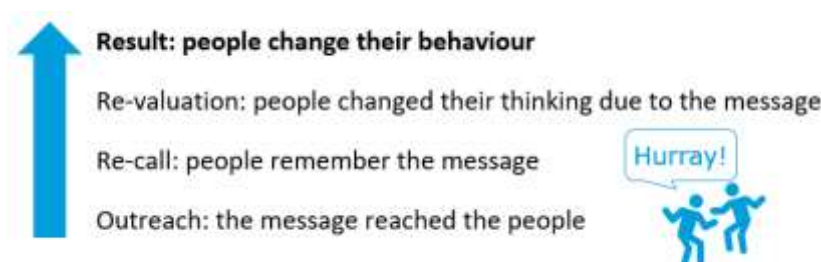 Result: people change their behaviour
Re-valuation: people changed their thinking due to the message
Re-call: people remember the message
Hurray!
Outreach: the message reached the people